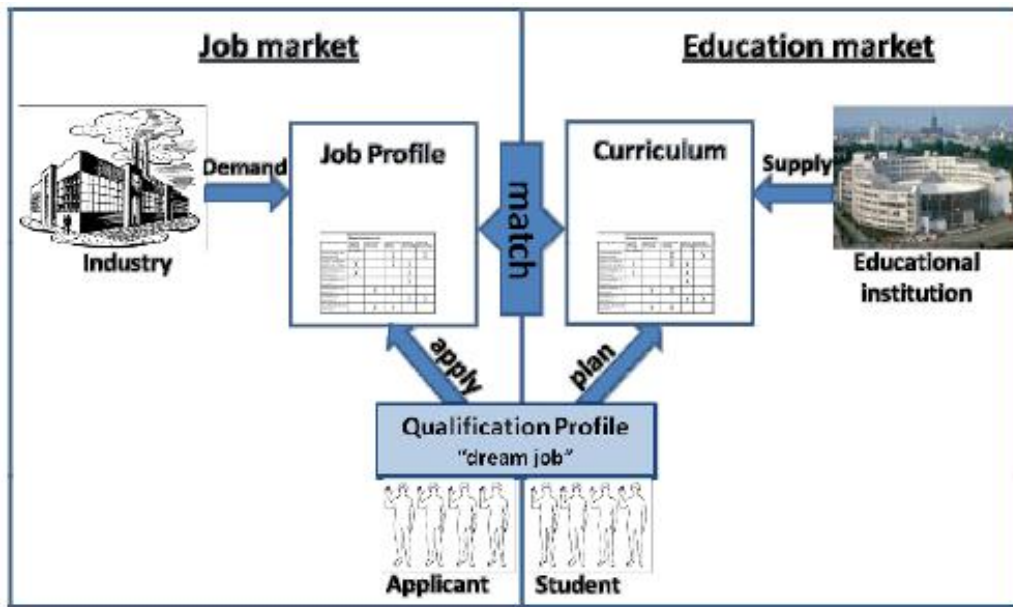 Job market
Education market
Job Profile
Curriculum
Demand
Supply
match
Industry
Educational
institution
apply
plan
Qualification Profile
"dream job"
Applicant
Student